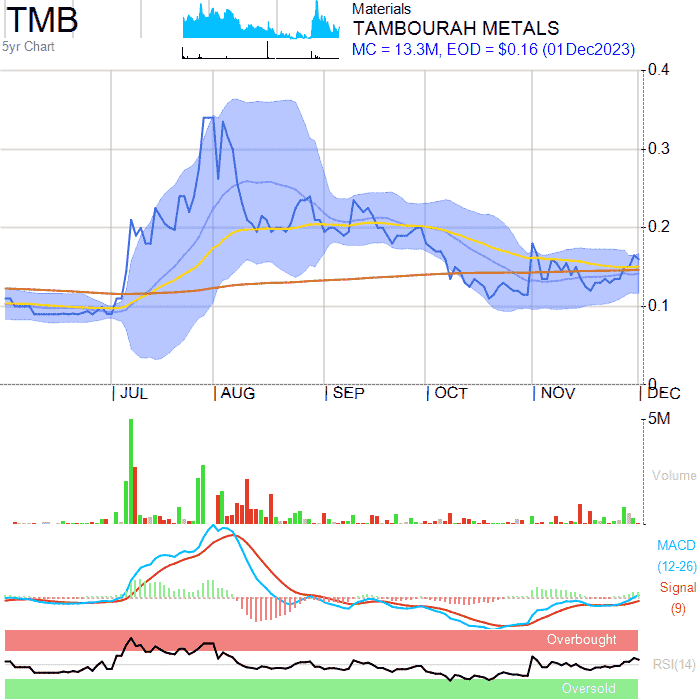 TMB
5yr Chart
Materials
TAMBOURAH METALS
MC = 13.3M, EOD = $0.16 (01Dec2023)
0.4
0.3
0.2
0.1
0
JUL AUG SEP OCT NOV DEC
5M
Volume
MACD
(12-26)
Signal
(9)
Overbought
RSI(14)
Oversold